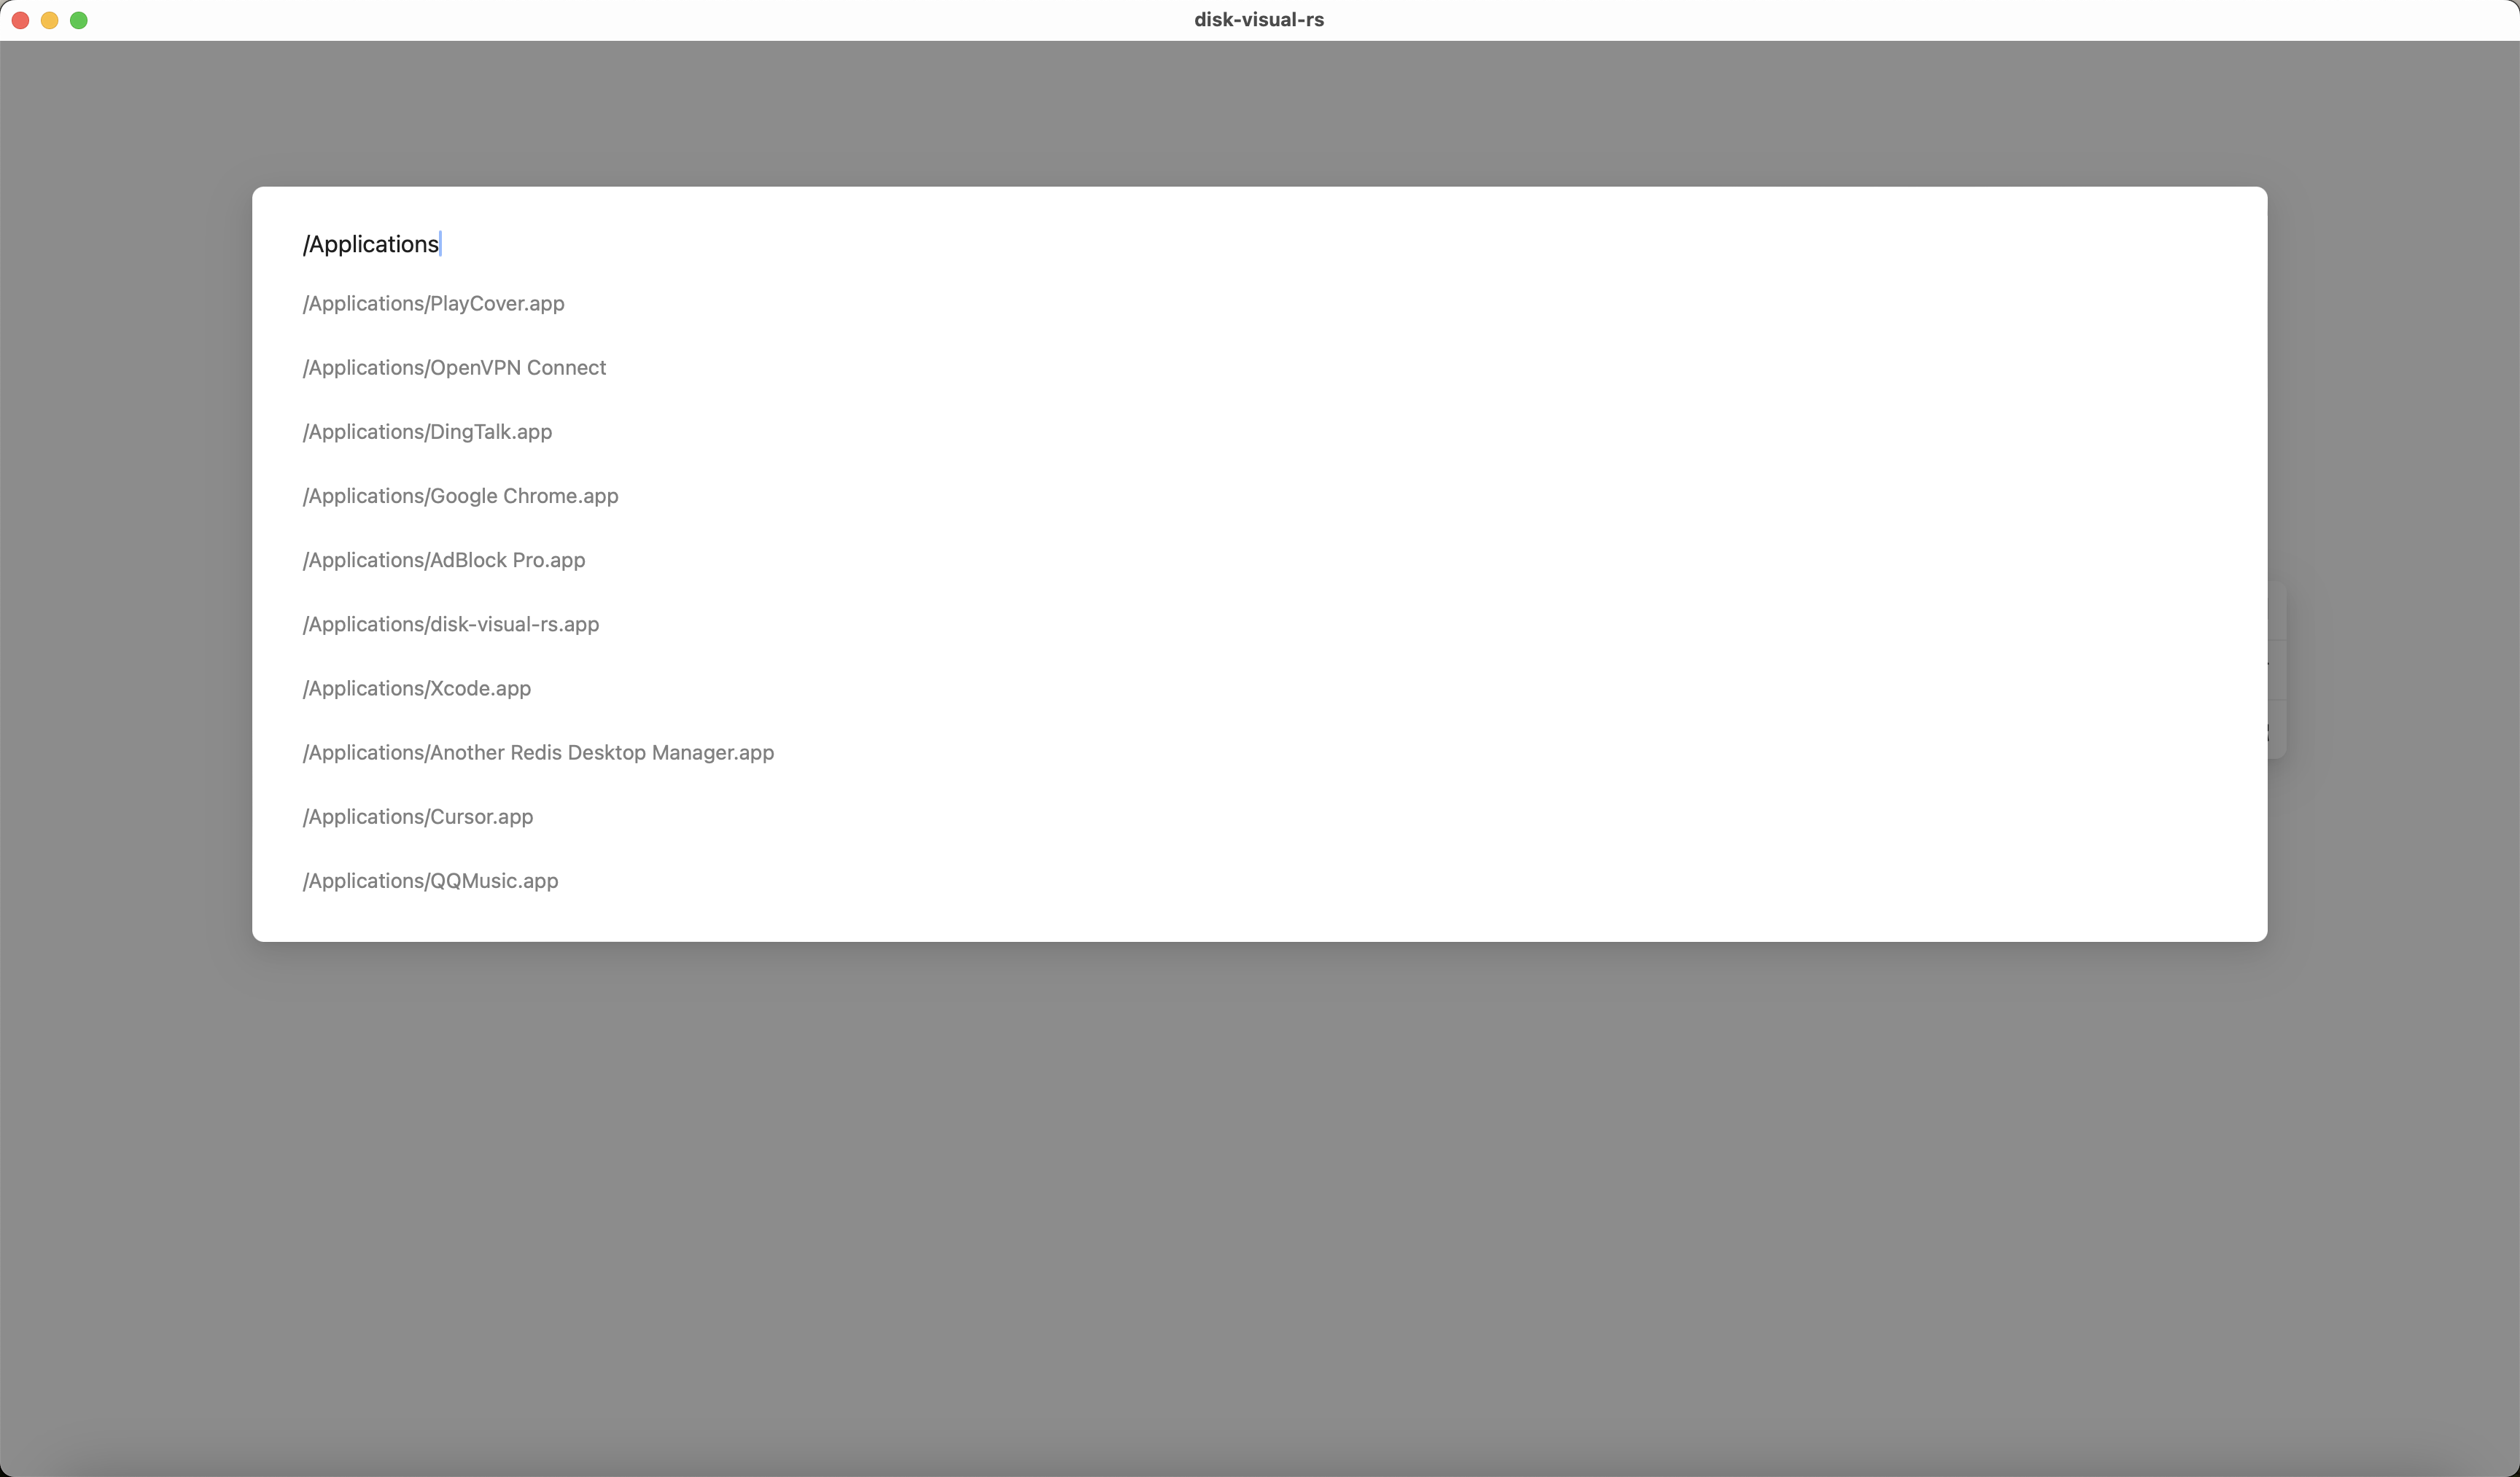 disk-visual-rs
/Applications
/Applications/PlayCover.app
/Applications/OpenVPN Connect
/Applications/DingTalk.app
/Applications/Google Chrome.app
/Applications/AdBlock Pro.app
/Applications/disk-visual-rs.app
/Applications/Xcode.app
/Applications/Another Redis Desktop Manager.app
/Applications/Cursor.app
/Applications/QQMusic.app